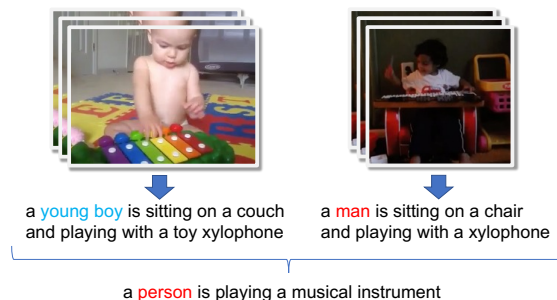 a young boy is sitting on a couch
and playing with a toy xylophone
a man is sitting on a chair
and playing with a xylophone
a person is playing a musical instrument